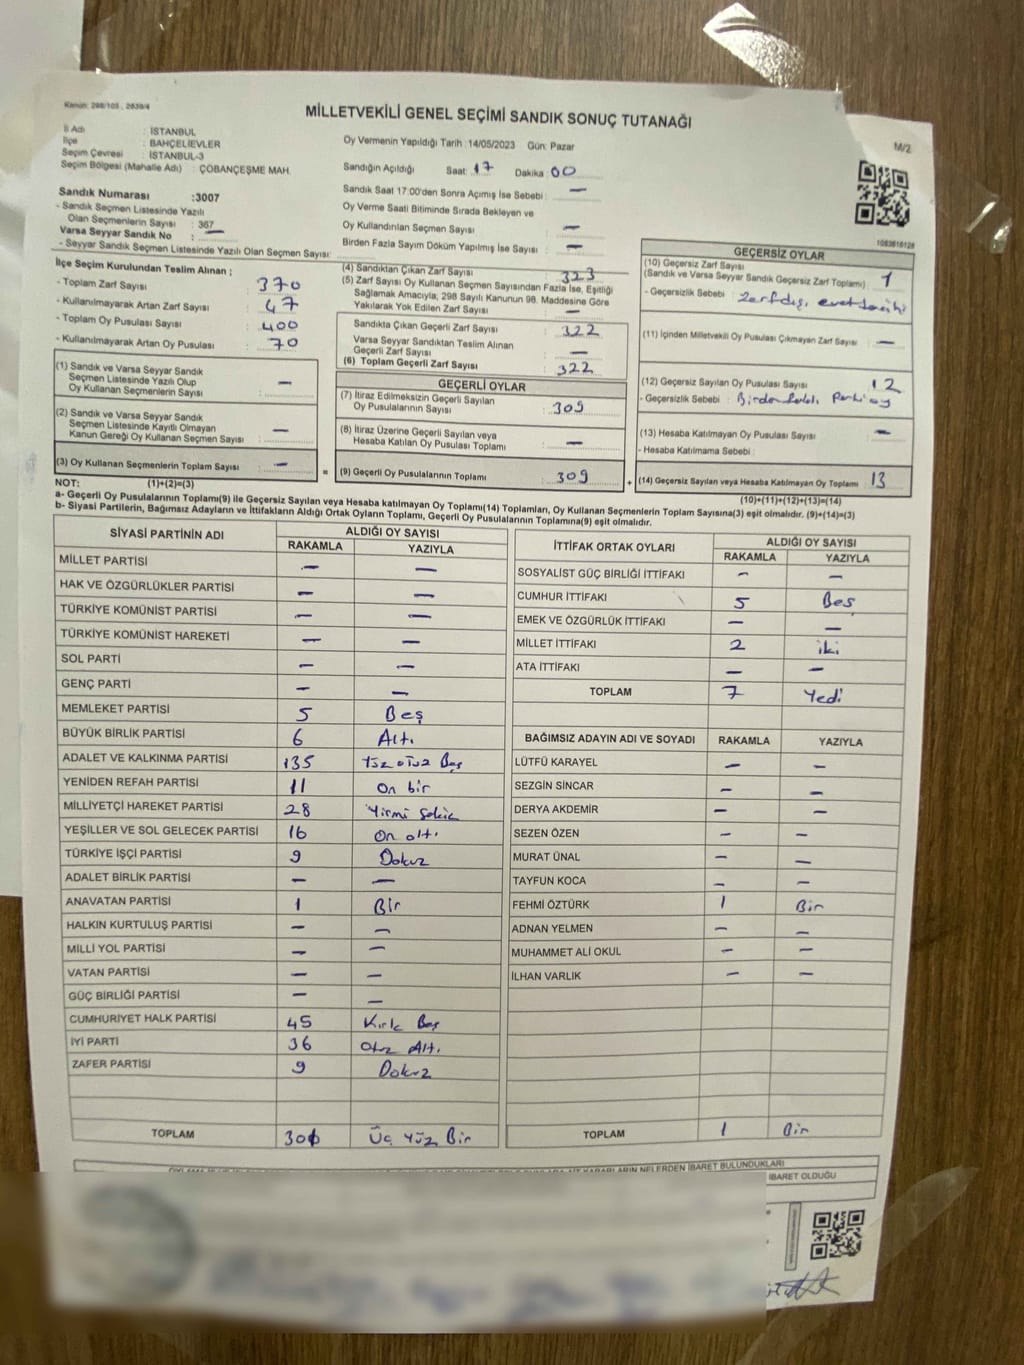 Kanun: 298/105 , 2839/4
MİLLETVEKİLİ GENEL SEÇİMİ SANDIK SONUÇ TUTANAĞI
M/2
İl Adı : İSTANBUL
İlçe : BAHÇELİEVLER
Seçim Çevresi : İSTANBUL-3
Seçim Bölgesi (Mahalle Adı) : ÇOBANÇEŞME MAH.
Oy Vermenin Yapıldığı Tarih :14/05/2023 Gün: Pazar
Sandığın Açıldığı Saat: 17 Dakika 00
Sandık Saat 17:00'den Sonra Açımış İse Sebebi : —
Oy Verme Saati Bitiminde Sırada Bekleyen ve
Oy Kullandırılan Seçmen Sayısı : —
Birden Fazla Sayım Döküm Yapılmış İse Sayısı : —
Sandık Numarası :3007
- Sandık Seçmen Listesinde Yazılı
Olan Seçmenlerin Sayısı : 367
Varsa Seyyar Sandık No : —
- Seyyar Sandık Seçmen Listesinde Yazılı Olan Seçmen Sayısı:
İlçe Seçim Kurulundan Teslim Alınan ;
- Toplam Zarf Sayısı : 370
- Kullanılmayarak Artan Zarf Sayısı : 47
- Toplam Oy Pusulası Sayısı : 400
- Kullanılmayarak Artan Oy Pusulası : 70
(1) Sandık ve Varsa Seyyar Sandık
Seçmen Listesinde Yazılı Olup
Oy Kullanan Seçmenlerin Sayısı : —
(2) Sandık ve Varsa Seyyar Sandık
Seçmen Listesinde Kayıtlı Olmayan
Kanun Gereği Oy Kullanan Seçmen Sayısı : —
(3) Oy Kullanan Seçmenlerin Toplam Sayısı : —
(4) Sandıktan Çıkan Zarf Sayısı : 323
(5) Zarf Sayısı Oy Kullanan Seçmen Sayısından Fazla İse, Eşitliği
Sağlamak Amacıyla, 298 Sayılı Kanunun 98. Maddesine Göre
Yakılarak Yok Edilen Zarf Sayısı : —
Sandıkta Çıkan Geçerli Zarf Sayısı : 322
Varsa Seyyar Sandıktan Teslim Alınan
Geçerli Zarf Sayısı : —
(6) Toplam Geçerli Zarf Sayısı : 322
GEÇERLİ OYLAR
(7) İtiraz Edilmeksizin Geçerli Sayılan
Oy Pusulalarının Sayısı : 309
(8) İtiraz Üzerine Geçerli Sayılan veya
Hesaba Katılan Oy Pusulası Toplamı : —
= (9) Geçerli Oy Pusulalarının Toplamı : 309
1083616128
GEÇERSİZ OYLAR
(10) Geçersiz Zarf Sayısı
(Sandık ve Varsa Seyyar Sandık Geçersiz Zarf Toplamı) : 1
- Geçersizlik Sebebi : Zarf dışı
(11) İçinden Milletvekili Oy Pusulası Çıkmayan Zarf Sayısı : —
(12) Geçersiz Sayılan Oy Pusulası Sayısı : 12
- Geçersizlik Sebebi : Birden fazla Parti oy
(13) Hesaba Katılmayan Oy Pusulası Sayısı : —
- Hesaba Katılmama Sebebi :
+ (14) Geçersiz Sayılan veya Hesaba Katılmayan Oy Toplamı : 13
NOT: (1)+(2)=(3)
(10)+(11)+(12)+(13)=(14)
a- Geçerli Oy Pusulalarının Toplamı(9) ile Geçersiz Sayılan veya Hesaba katılmayan Oy Toplamı(14) Toplamları, Oy Kullanan Seçmenlerin Toplam Sayısına(3) eşit olmalıdır. (9)+(14)=(3)
b- Siyasi Partilerin, Bağımsız Adayların ve İttifakların Aldığı Ortak Oyların Toplamı, Geçerli Oy Pusulalarının Toplamına(9) eşit olmalıdır.
SİYASİ PARTİNİN ADI ALDIĞI OY SAYISI
RAKAMLA YAZIYLA
MİLLET PARTİSİ — —
HAK VE ÖZGÜRLÜKLER PARTİSİ — —
TÜRKİYE KOMÜNİST PARTİSİ — —
TÜRKİYE KOMÜNİST HAREKETİ — —
SOL PARTİ — —
GENÇ PARTİ — —
MEMLEKET PARTİSİ 5 Beş
BÜYÜK BİRLİK PARTİSİ 6 Altı
ADALET VE KALKINMA PARTİSİ 135 Yüz otuz Beş
YENİDEN REFAH PARTİSİ 11 On bir
MİLLİYETÇİ HAREKET PARTİSİ 28 Yirmi sekiz
YEŞİLLER VE SOL GELECEK PARTİSİ 16 On altı
TÜRKİYE İŞÇİ PARTİSİ 9 Dokuz
ADALET BİRLİK PARTİSİ — —
ANAVATAN PARTİSİ 1 Bir
HALKIN KURTULUŞ PARTİSİ — —
MİLLİ YOL PARTİSİ — —
VATAN PARTİSİ — —
GÜÇ BİRLİĞİ PARTİSİ — —
CUMHURİYET HALK PARTİSİ 45 Kırk Beş
İYİ PARTİ 36 Otuz Altı
ZAFER PARTİSİ 9 Dokuz
TOPLAM 301 Üç Yüz Bir
İTTİFAK ORTAK OYLARI ALDIĞI OY SAYISI
RAKAMLA YAZIYLA
SOSYALİST GÜÇ BİRLİĞİ İTTİFAKI — —
CUMHUR İTTİFAKI 5 Beş
EMEK VE ÖZGÜRLÜK İTTİFAKI — —
MİLLET İTTİFAKI 2 iki
ATA İTTİFAKI — —
TOPLAM 7 Yedi
BAĞIMSIZ ADAYIN ADI VE SOYADI RAKAMLA YAZIYLA
LÜTFÜ KARAYEL — —
SEZGİN SİNCAR — —
DERYA AKDEMİR — —
SEZEN ÖZEN — —
MURAT ÜNAL — —
TAYFUN KOCA — —
FEHMİ ÖZTÜRK 1 Bir
ADNAN YELMEN — —
MUHAMMET ALİ OKUL — —
İLHAN VARLIK — —
TOPLAM 1 Bir
KARARLARIN NELERDEN İBARET BULUNDUKLARI
İBARET OLDUĞU